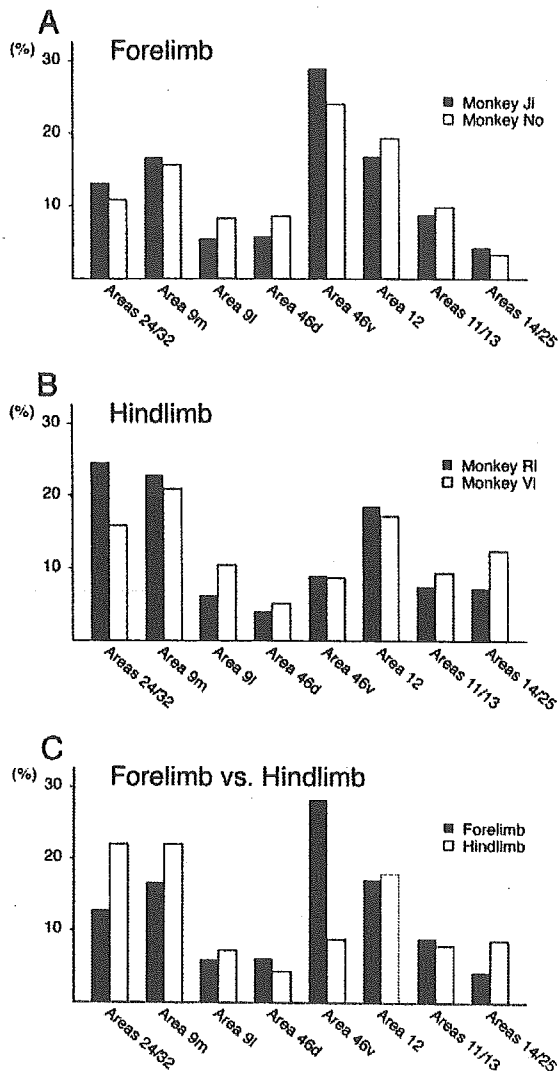 A
(%)
Forelimb
30
20
10
Monkey Ji
Monkey No
Areas 24/32
Area 9m
Area 9l
Area 46d
Area 46v
Area 12
Areas 11/13
Areas 14/25
B
(%)
Hindlimb
30
20
10
Monkey RI
Monkey VI
Areas 24/32
Area 9m
Area 9l
Area 46d
Area 46v
Area 12
Areas 11/13
Areas 14/25
C
(%)
Forelimb vs. Hindlimb
30
20
10
Forelimb
Hindlimb
Areas 24/32
Area 9m
Area 9l
Area 46d
Area 46v
Area 12
Areas 11/13
Areas 14/25